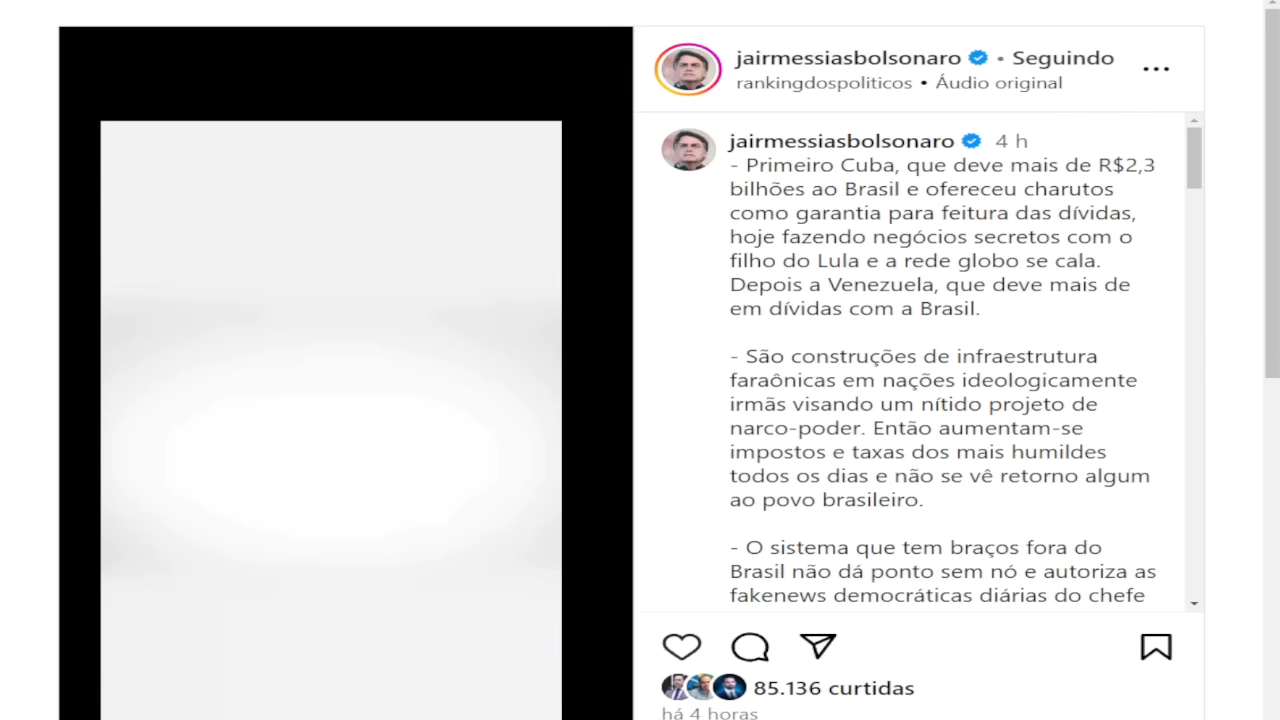 jairmessiasbolsonaro • Seguindo
rankingdospoliticos • Áudio original
jairmessiasbolsonaro 4 h
- Primeiro Cuba, que deve mais de R$2,3
bilhões ao Brasil e ofereceu charutos
como garantia para feitura das dívidas,
hoje fazendo negócios secretos com o
filho do Lula e a rede globo se cala.
Depois a Venezuela, que deve mais de
em dívidas com a Brasil.
- São construções de infraestrutura
faraônicas em nações ideologicamente
irmãs visando um nítido projeto de
narco-poder. Então aumentam-se
impostos e taxas dos mais humildes
todos os dias e não se vê retorno algum
ao povo brasileiro.
- O sistema que tem braços fora do
Brasil não dá ponto sem nó e autoriza as
fakenews democráticas diárias do chefe
85.136 curtidas
há 4 horas